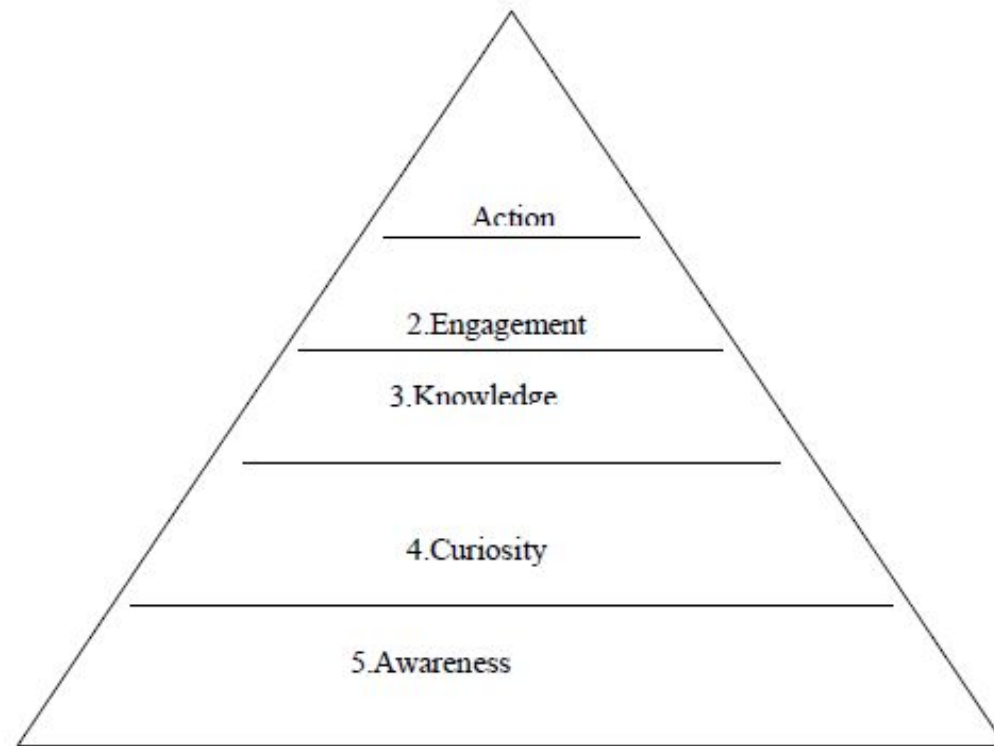 Action
2.Engagement
3.Knowledge
4.Curiosity
5.Awareness